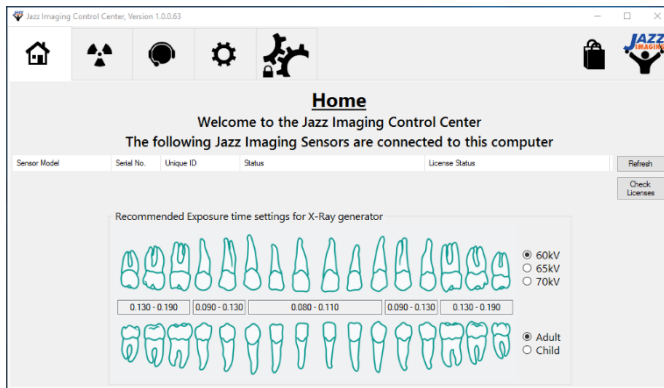 Jazz Imaging Control Center, Version 1.0.0.63
JAZZ
IMAGING
Home
Welcome to the Jazz Imaging Control Center
The following Jazz Imaging Sensors are connected to this computer
Sensor Model Serial No. Unique ID Status License Status
Refresh
Check
Licenses
Recommended Exposure time settings for X-Ray generator
60kV
65kV
70kV
0.130 - 0.190 0.090 - 0.130 0.080 - 0.110 0.090 - 0.130 0.130 - 0.190
Adult
Child